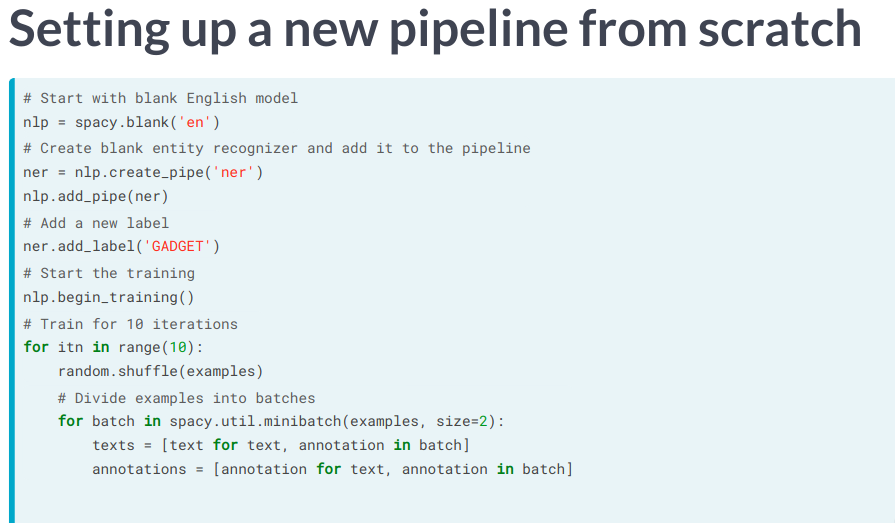 Setting up a new pipeline from scratch
# Start with blank English model
nlp = spacy.blank('en')
# Create blank entity recognizer and add it to the pipeline
ner = nlp.create_pipe('ner')
nlp.add_pipe(ner)
# Add a new label
ner.add_label('GADGET')
# Start the training
nlp.begin_training()
# Train for 10 iterations
for itn in range(10):
    random.shuffle(examples)
    # Divide examples into batches
    for batch in spacy.util.minibatch(examples, size=2):
        texts = [text for text, annotation in batch]
        annotations = [annotation for text, annotation in batch]